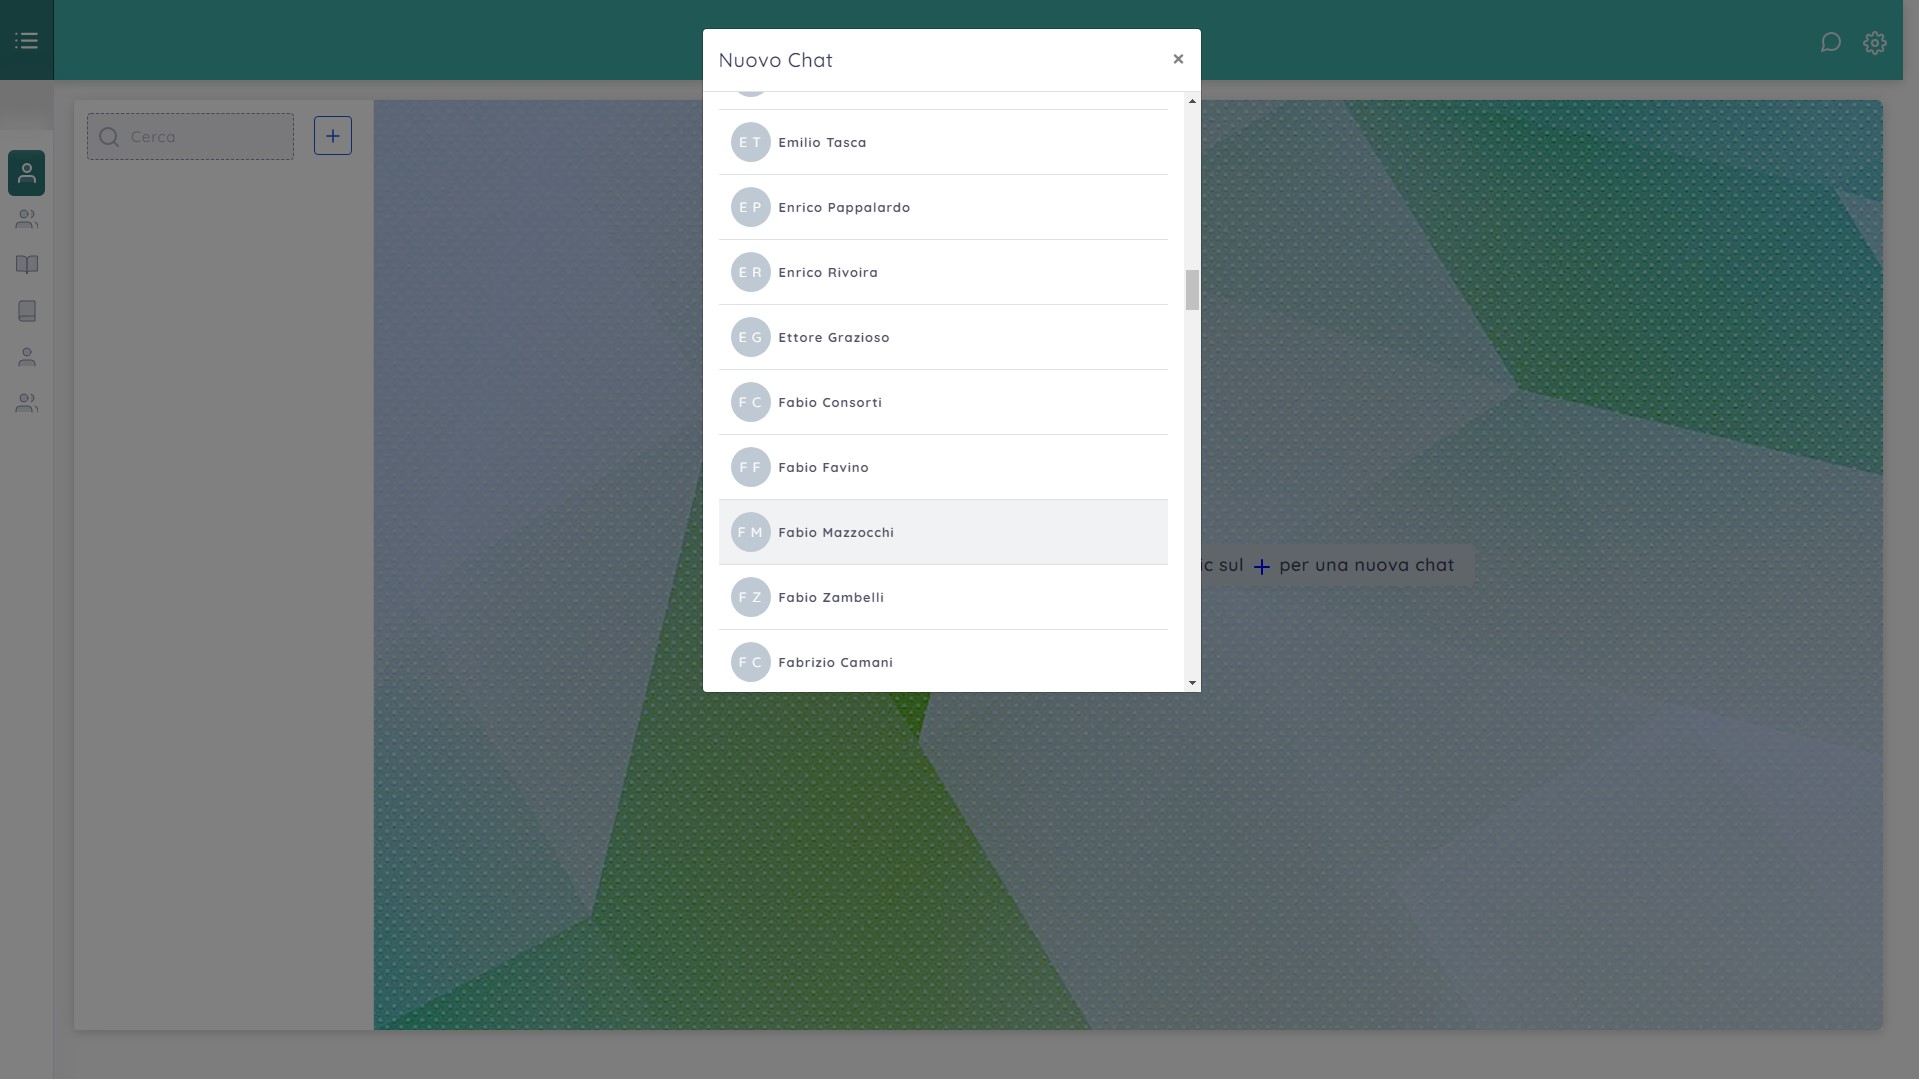 Nuovo Chat
×
Cerca
E T Emilio Tasca
E P Enrico Pappalardo
E R Enrico Rivoira
E G Ettore Grazioso
F C Fabio Consorti
F F Fabio Favino
F M Fabio Mazzocchi
ic sul + per una nuova chat
F Z Fabio Zambelli
F C Fabrizio Camani